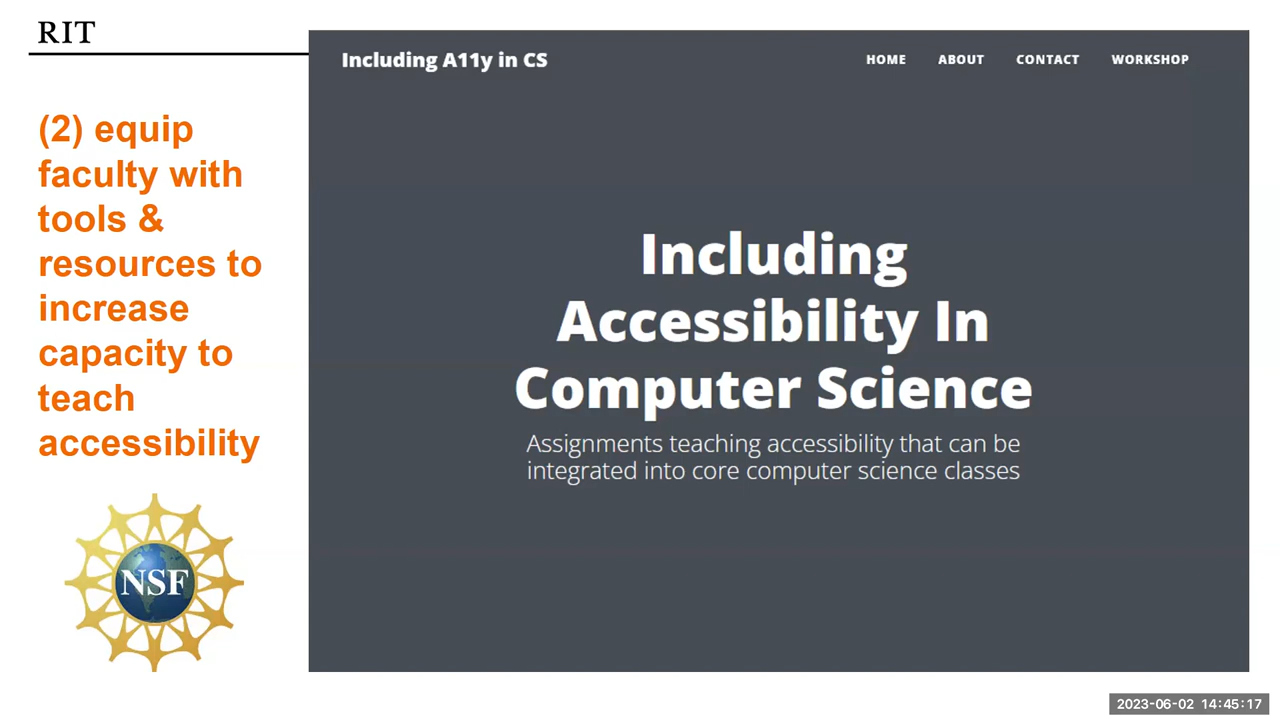 RIT
(2) equip
faculty with
tools &
resources to
increase
capacity to
teach
accessibility
NSF
Including A11y in CS
HOME ABOUT CONTACT WORKSHOP
Including
Accessibility In
Computer Science
Assignments teaching accessibility that can be
integrated into core computer science classes
2023-06-02 14:45:17